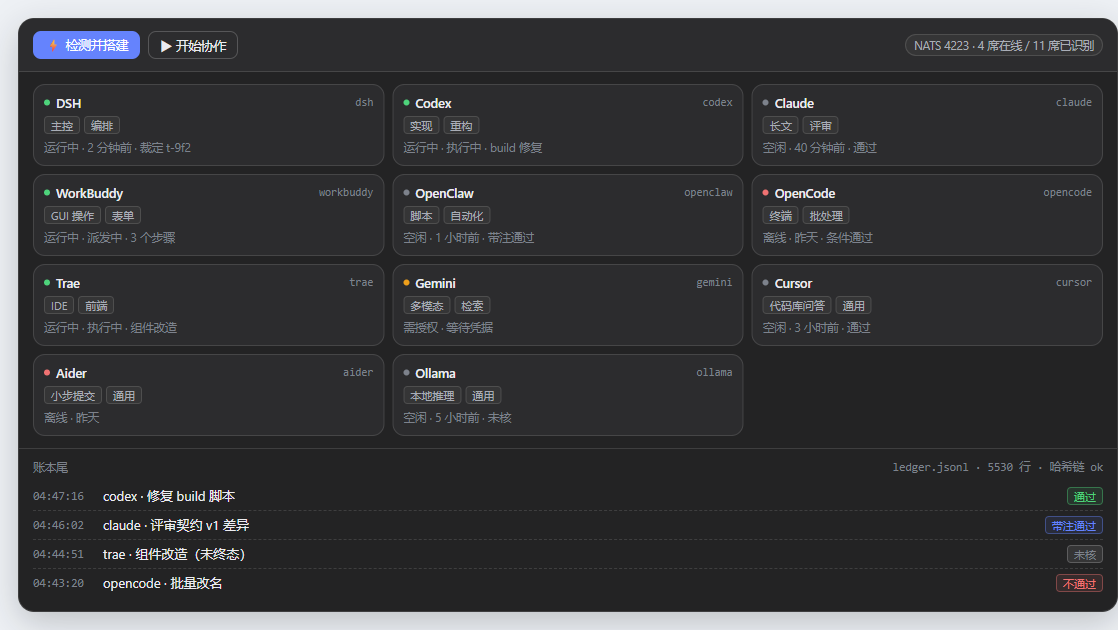 检测并搭建 ▶ 开始协作 NATS 4223 · 4 席在线 / 11 席已识别
DSH dsh
主控 编排
运行中 · 2 分钟前 · 裁定 t-9f2
Codex codex
实现 重构
运行中 · 执行中 · build 修复
Claude claude
长文 评审
空闲 · 40 分钟前 · 通过
WorkBuddy workbuddy
GUI 操作 表单
运行中 · 派发中 · 3 个步骤
OpenClaw openclaw
脚本 自动化
空闲 · 1 小时前 · 带注通过
OpenCode opencode
终端 批处理
离线 · 昨天 · 条件通过
Trae trae
IDE 前端
运行中 · 执行中 · 组件改造
Gemini gemini
多模态 检索
需授权 · 等待凭据
Cursor cursor
代码库问答 通用
空闲 · 3 小时前 · 通过
Aider aider
小步提交 通用
离线 · 昨天
Ollama ollama
本地推理 通用
空闲 · 5 小时前 · 未核
账本尾 ledger.jsonl · 5530 行 · 哈希链 ok
04:47:16 codex · 修复 build 脚本 通过
04:46:02 claude · 评审契约 v1 差异 带注通过
04:44:51 trae · 组件改造（未终态） 未核
04:43:20 opencode · 批量改名 不通过